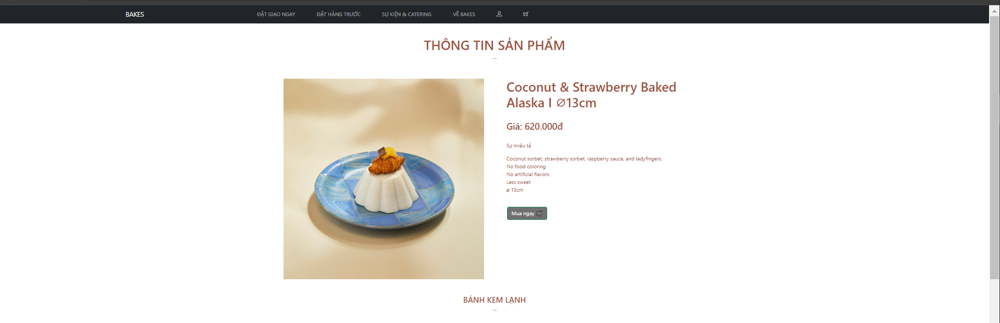 BAKES ĐẶT GIAO NGAY ĐẶT HÀNG TRƯỚC SỰ KIỆN & CATERING VỀ BAKES
THÔNG TIN SẢN PHẨM
Coconut & Strawberry Baked
Alaska I ∅13cm
Giá: 620.000đ
Sự miêu tả
Coconut sorbet, strawberry sorbet, raspberry sauce, and ladyfingers.
No food coloring
No artificial flavors
Less sweet
ø 13cm
Mua ngay
BÁNH KEM LẠNH